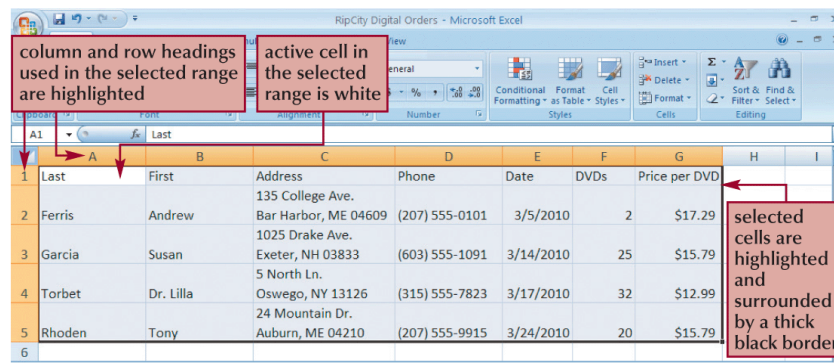 RipCity Digital Orders - Microsoft Excel
View
column and row headings
used in the selected range
are highlighted
active cell in
the selected
range is white
Conditional Formatting
Format as Table
Cell Styles
Insert
Delete
Format
Σ
Sort & Filter
Find & Select
Font
Alignment
Number
Styles
Cells
Editing
A1 fx Last
A B C D E F G H I
1 Last First Address Phone Date DVDs Price per DVD
2 Ferris Andrew 135 College Ave.
Bar Harbor, ME 04609 (207) 555-0101 3/5/2010 2 $17.29
3 Garcia Susan 1025 Drake Ave.
Exeter, NH 03833 (603) 555-1091 3/14/2010 25 $15.79
4 Torbet Dr. Lilla 5 North Ln.
Oswego, NY 13126 (315) 555-7823 3/17/2010 32 $12.99
5 Rhoden Tony 24 Mountain Dr.
Auburn, ME 04210 (207) 555-9915 3/24/2010 20 $15.79
6
selected
cells are
highlighted
and
surrounded
by a thick
black border